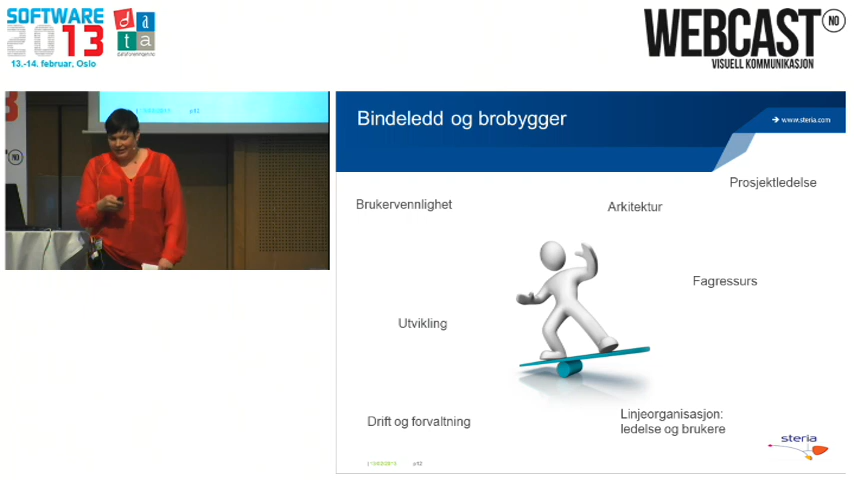 SOFTWARE
2013
13.-14. februar, Oslo
data
WEBCAST
NO
VISUELL KOMMUNIKASJON
Bindeledd og brobygger
www.steria.com
Prosjektledelse
Brukervennlighet
Arkitektur
Fagressurs
Utvikling
Drift og forvaltning
Linjeorganisasjon:
ledelse og brukere
steria